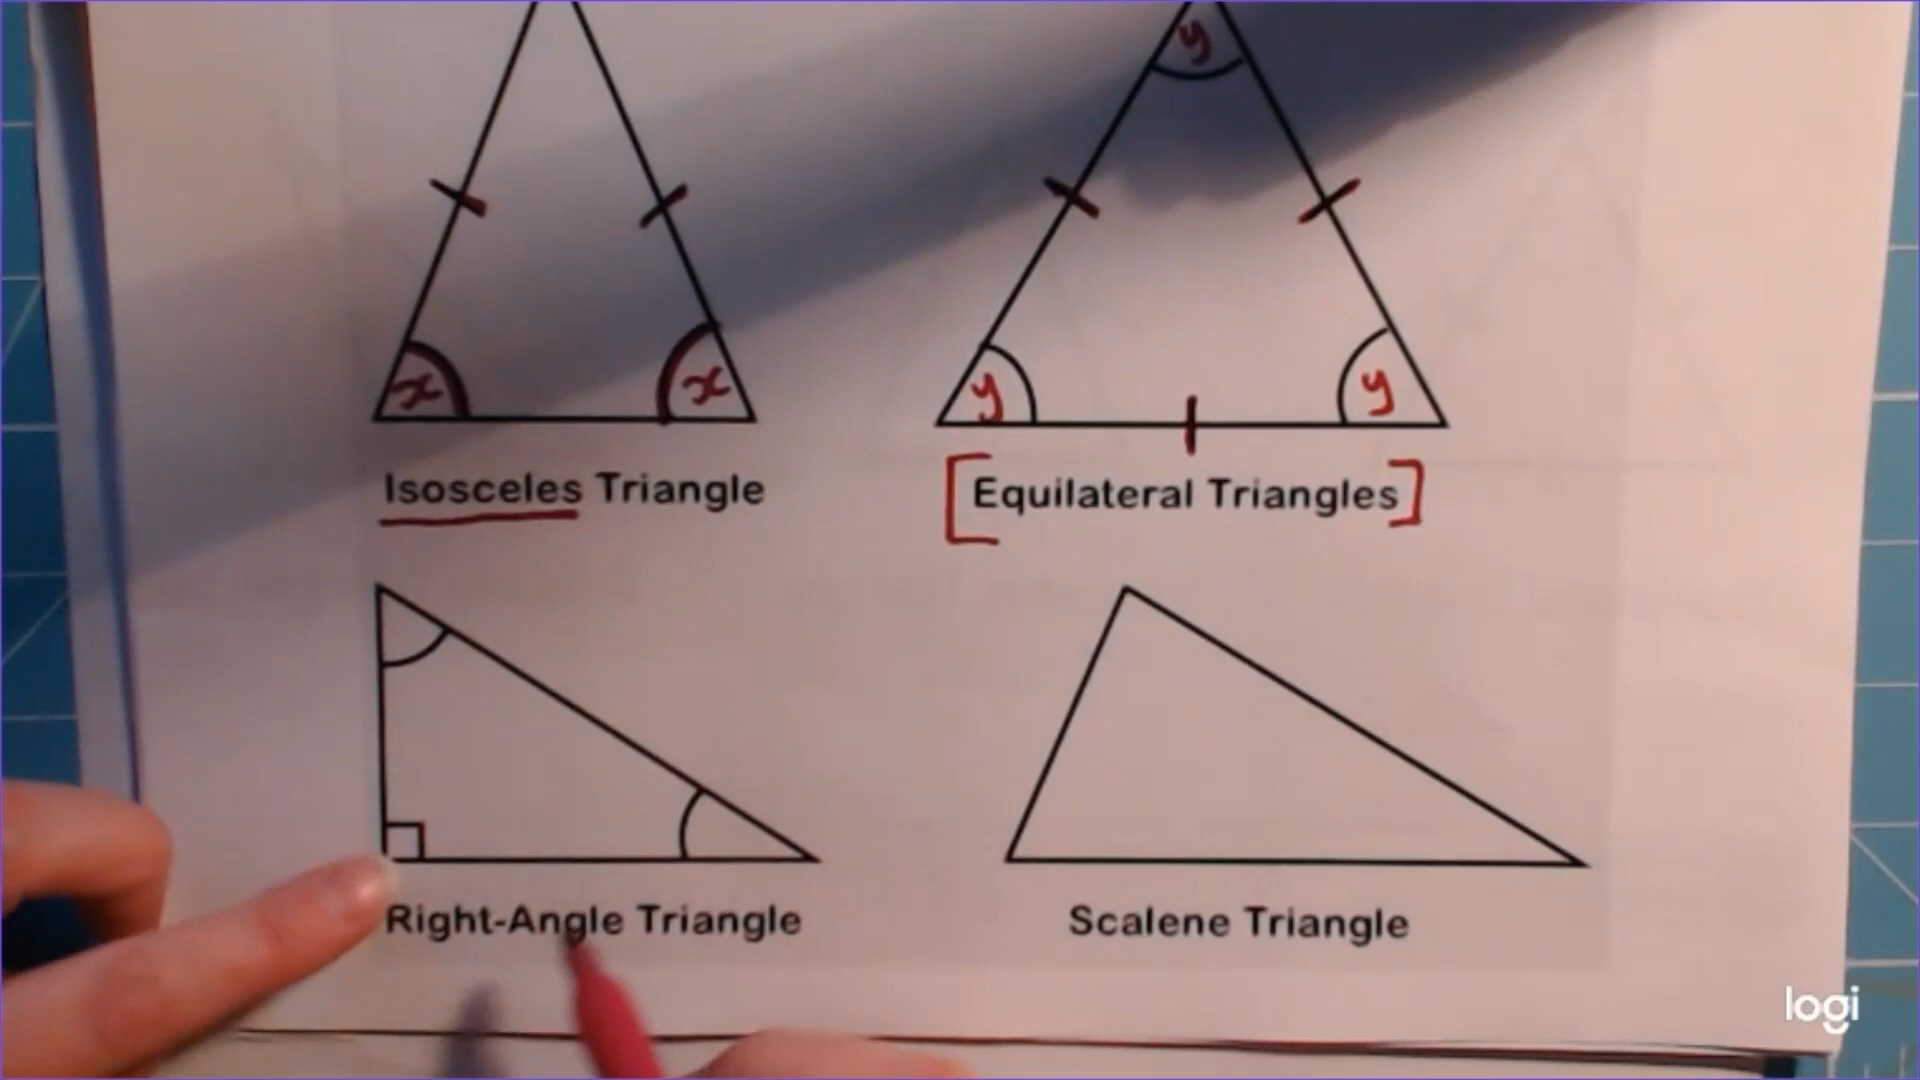 y
x x
y y
Isosceles Triangle
[Equilateral Triangles]
Right-Angle Triangle
Scalene Triangle
logi